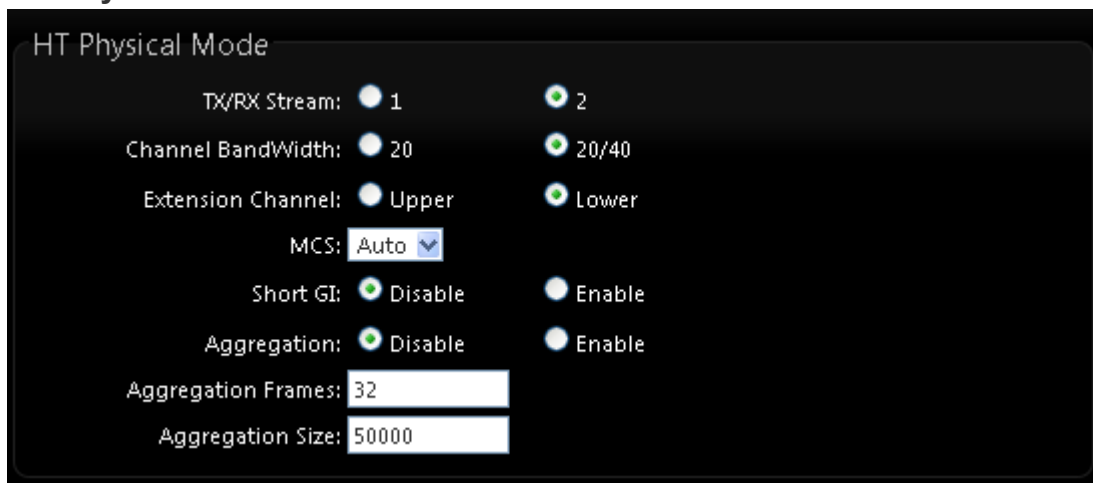 HT Physical Mode
TX/RX Stream: 1 2
Channel BandWidth: 20 20/40
Extension Channel: Upper Lower
MCS: Auto
Short GI: Disable Enable
Aggregation: Disable Enable
Aggregation Frames: 32
Aggregation Size: 50000